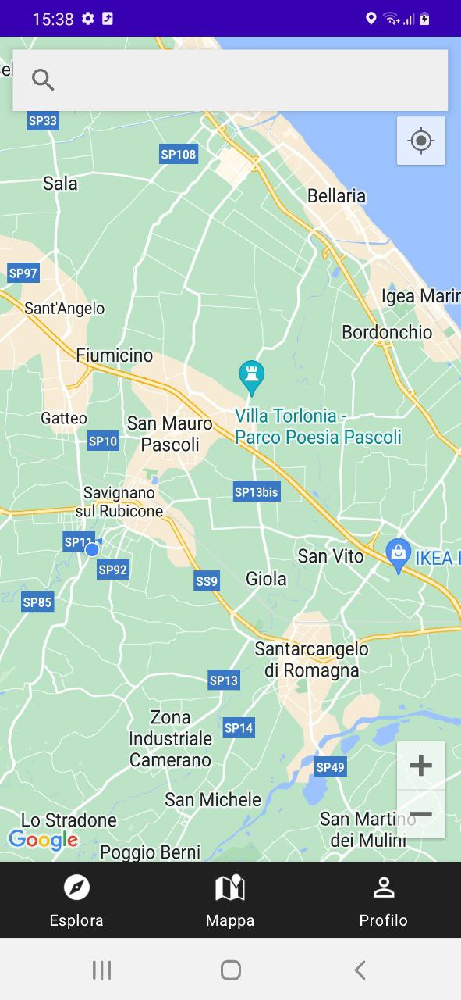 15:38
SP33
SP108
Sala
Bellaria
SP97
Sant'Angelo
Igea Marin
Bordonchio
Fiumicino
Villa Torlonia -
Parco Poesia Pascoli
Gatteo
San Mauro
Pascoli
SP10
Savignano
sul Rubicone
SP13bis
SP11
SP92
San Vito
IKEA
SS9
Giola
SP85
Santarcangelo
di Romagna
SP13
Zona
Industriale
Camerano
SP14
SP49
San Michele
Lo Stradone
San Martino
dei Mulini
Google
Poggio Berni
Esplora
Mappa
Profilo